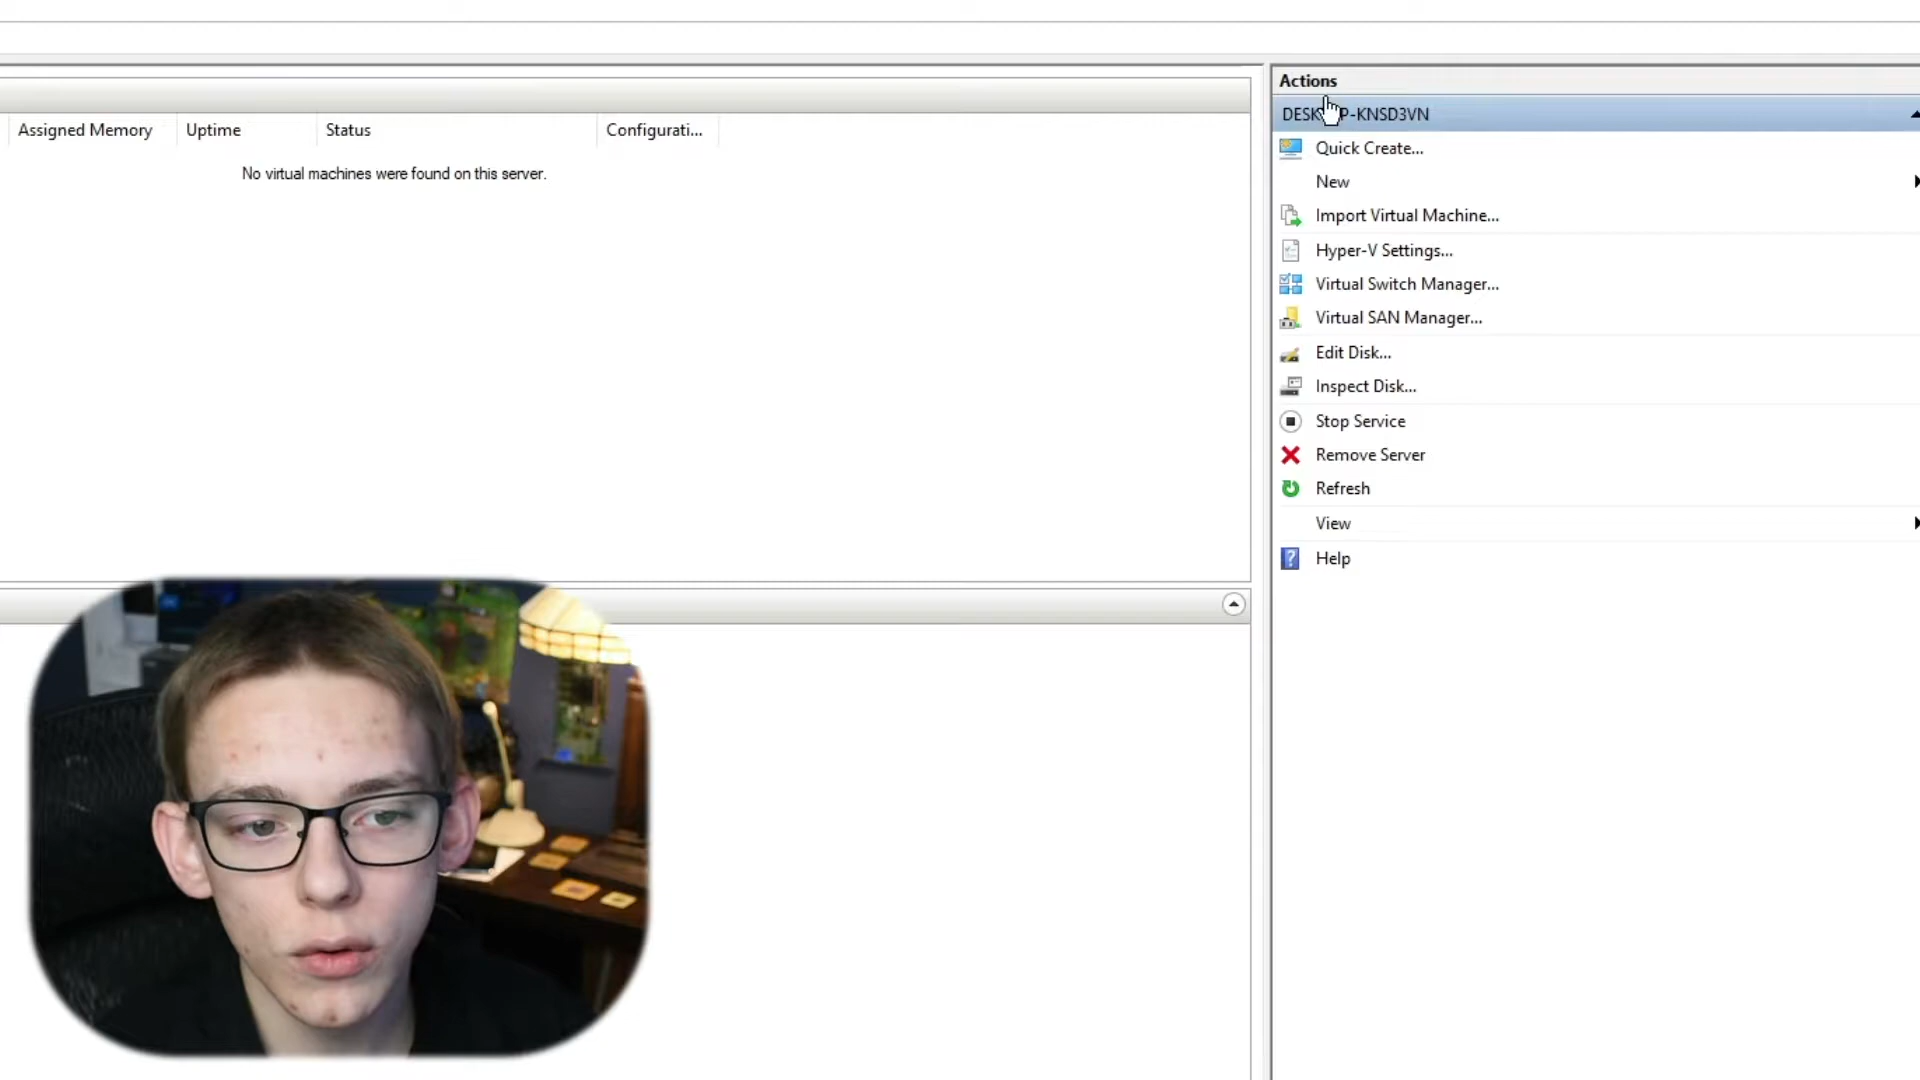 Actions
Assigned Memory Uptime Status Configurati...
No virtual machines were found on this server.
DESKTOP-KNSD3VN
Quick Create...
New
Import Virtual Machine...
Hyper-V Settings...
Virtual Switch Manager...
Virtual SAN Manager...
Edit Disk...
Inspect Disk...
Stop Service
Remove Server
Refresh
View
Help